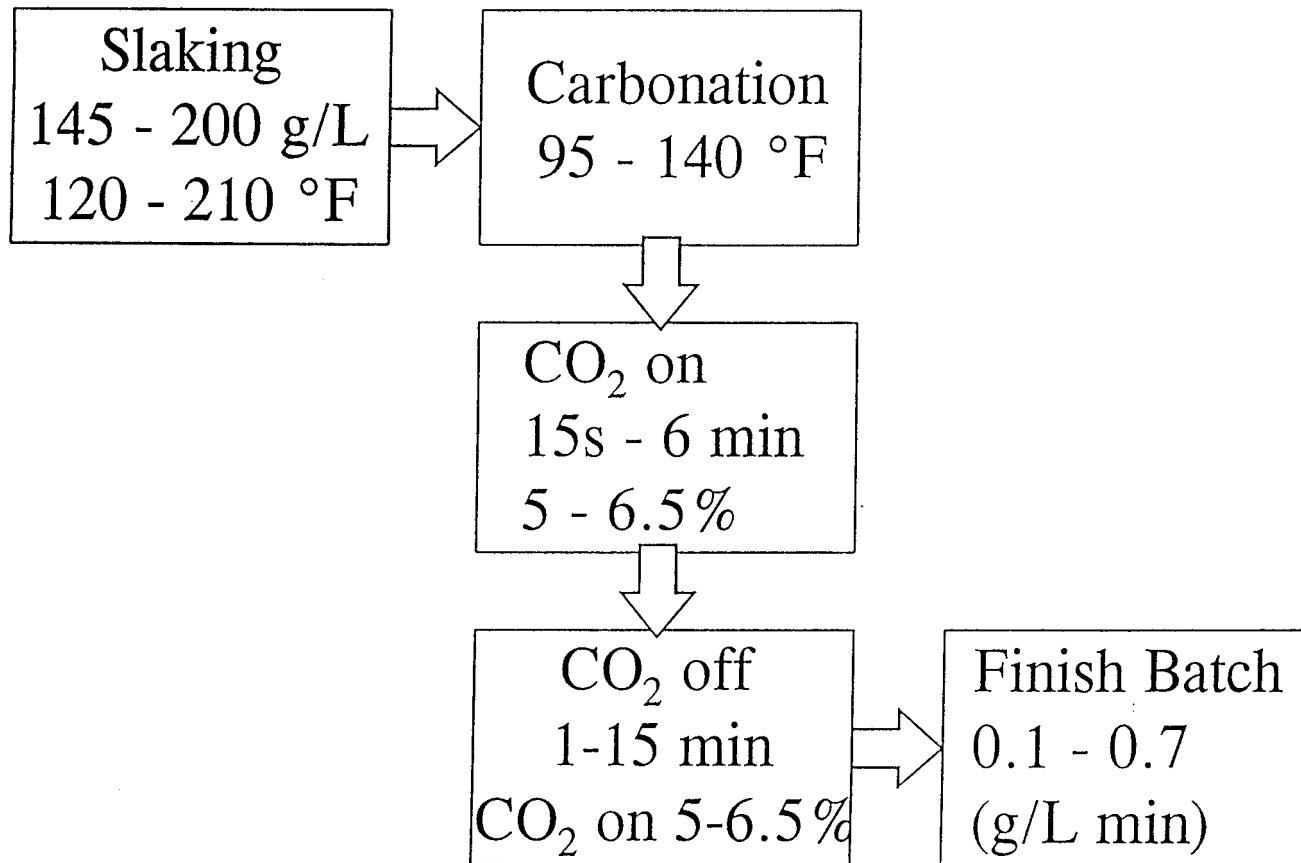 Slaking
145 - 200 g/L
120 - 210 °F
Carbonation
95 - 140 °F
CO₂ on
15s - 6 min
5 - 6.5%
CO₂ off
1-15 min
CO₂ on 5-6.5%
Finish Batch
0.1 - 0.7
(g/L min)